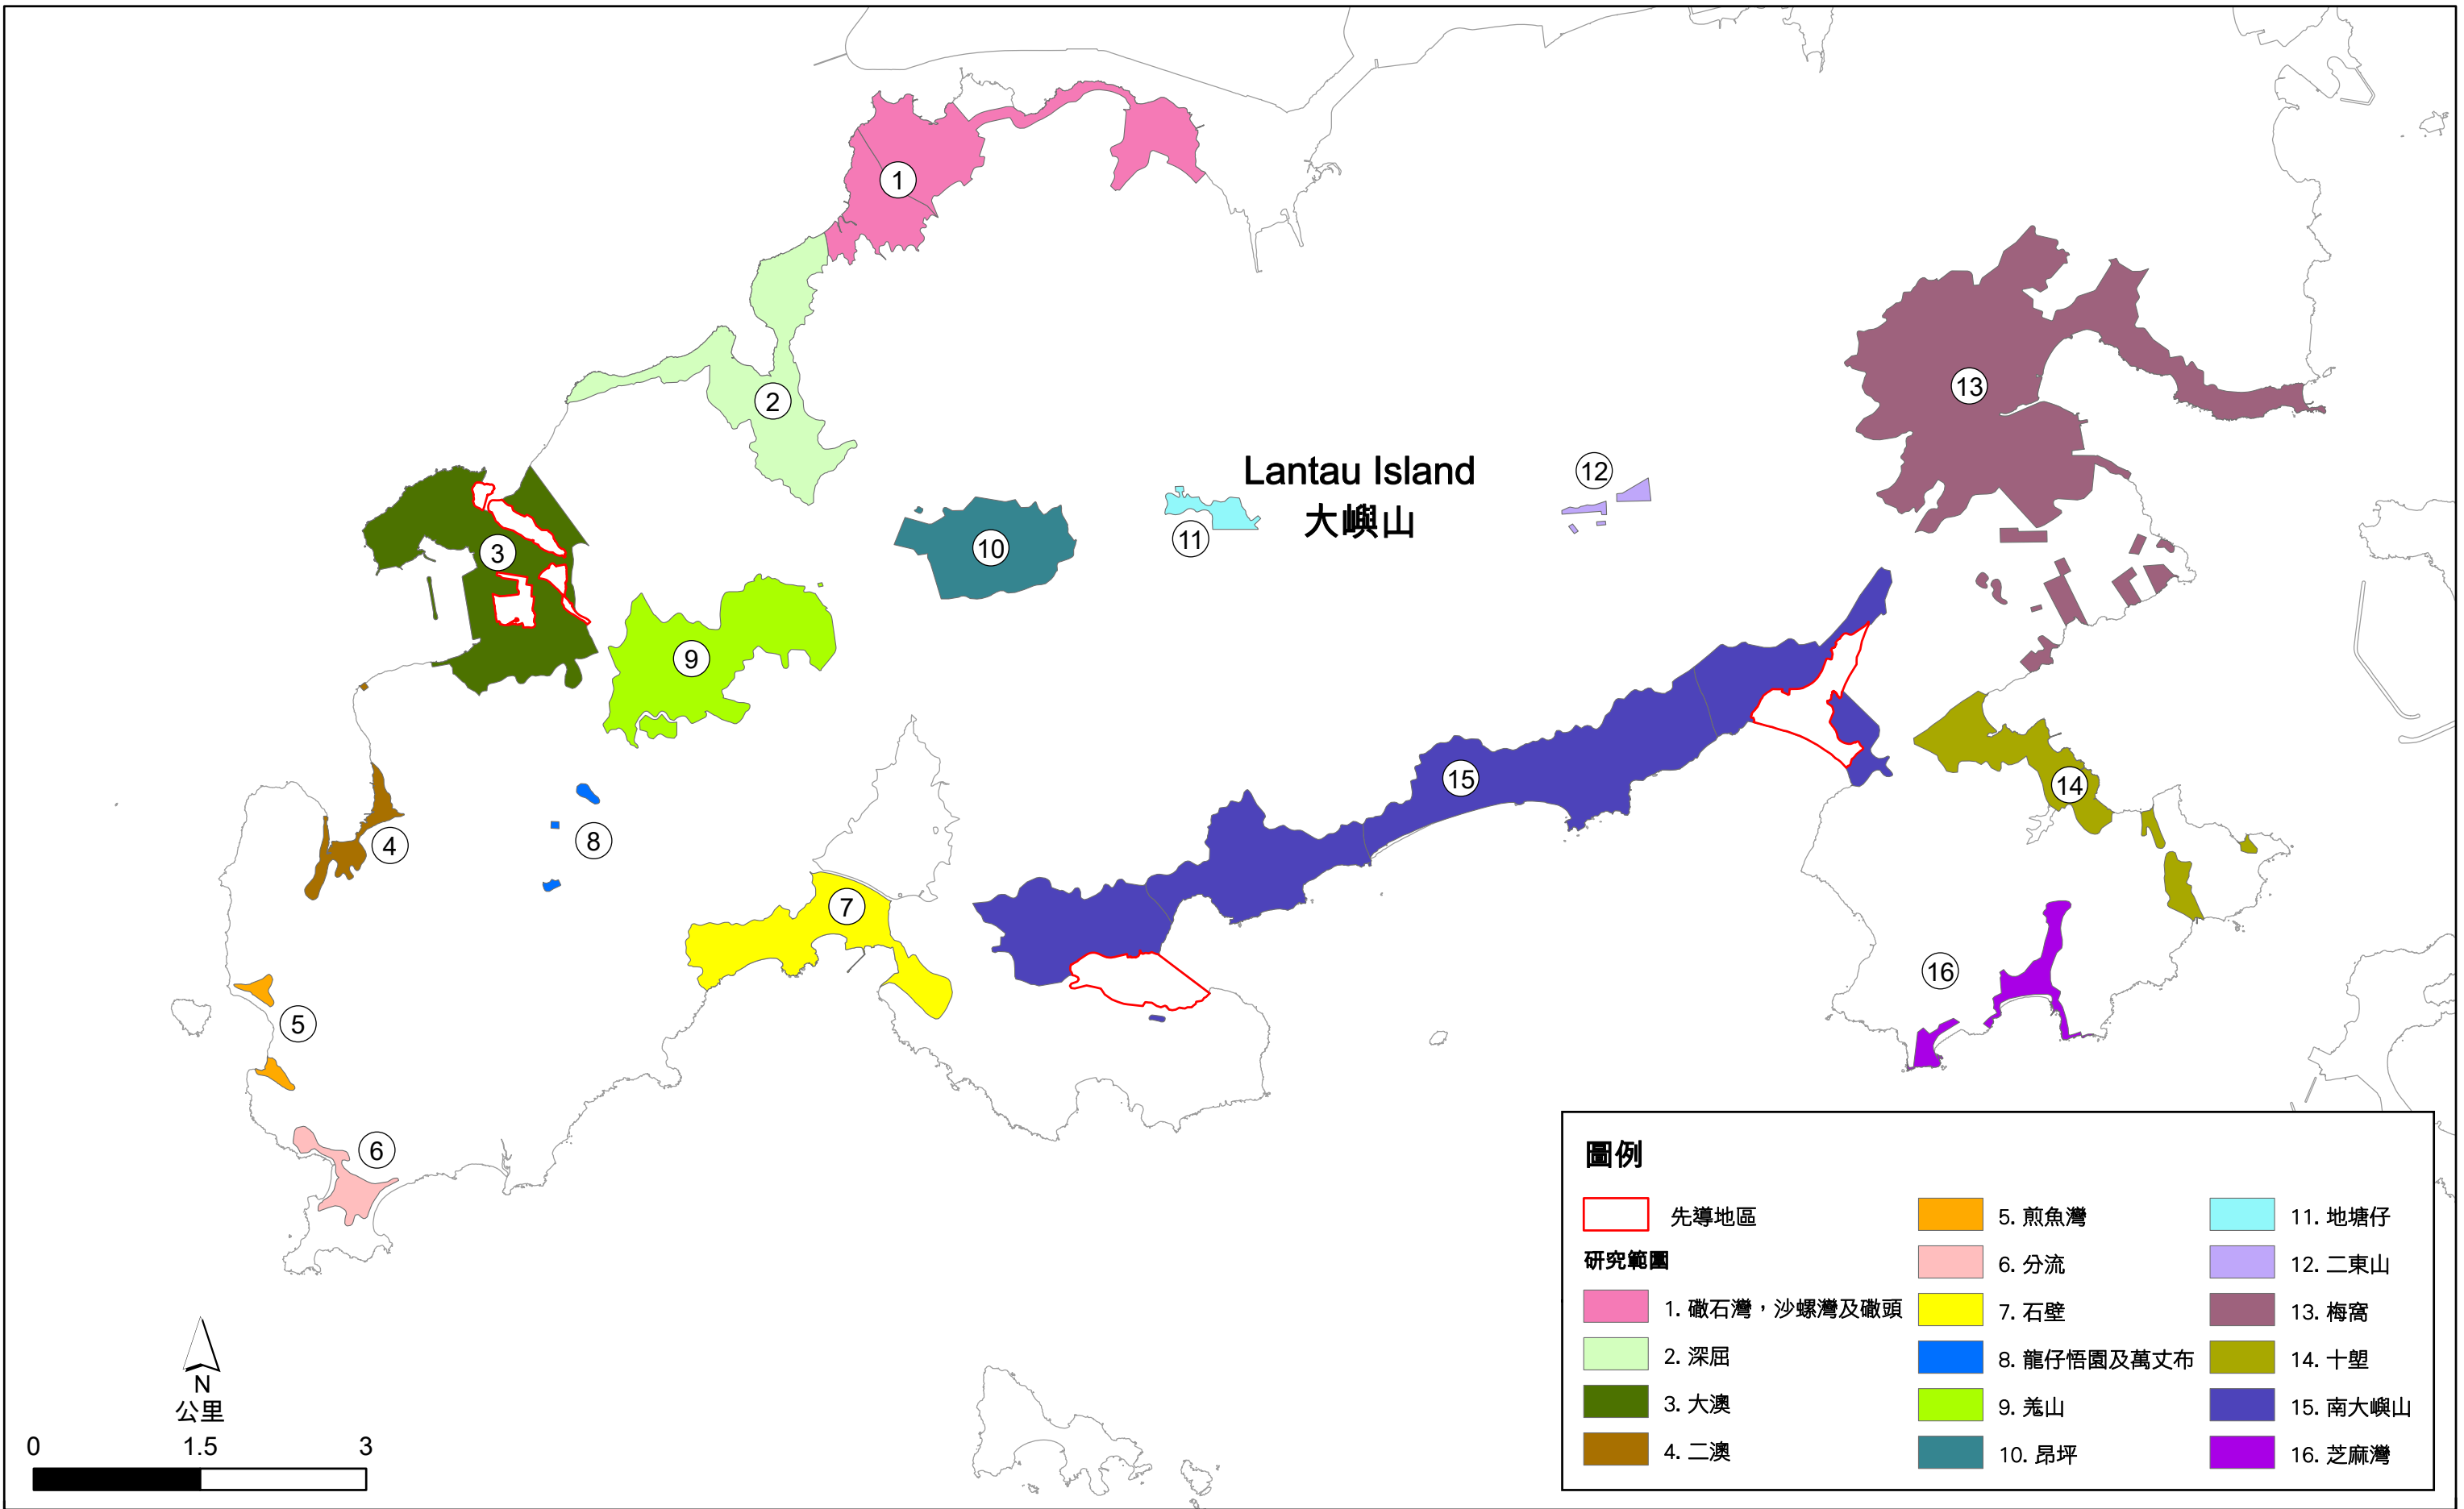 1
2
13
Lantau Island
大嶼山
12
11
10
3
9
15
14
8
4
7
16
5
6
圖例
先導地區
研究範圍
1. 䃟石灣，沙螺灣及䃟頭
2. 深屈
3. 大澳
4. 二澳
5. 煎魚灣
6. 分流
7. 石壁
8. 龍仔悟園及萬丈布
9. 羗山
10. 昂坪
11. 地塘仔
12. 二東山
13. 梅窩
14. 十塱
15. 南大嶼山
16. 芝麻灣
N
公里
0 1.5 3